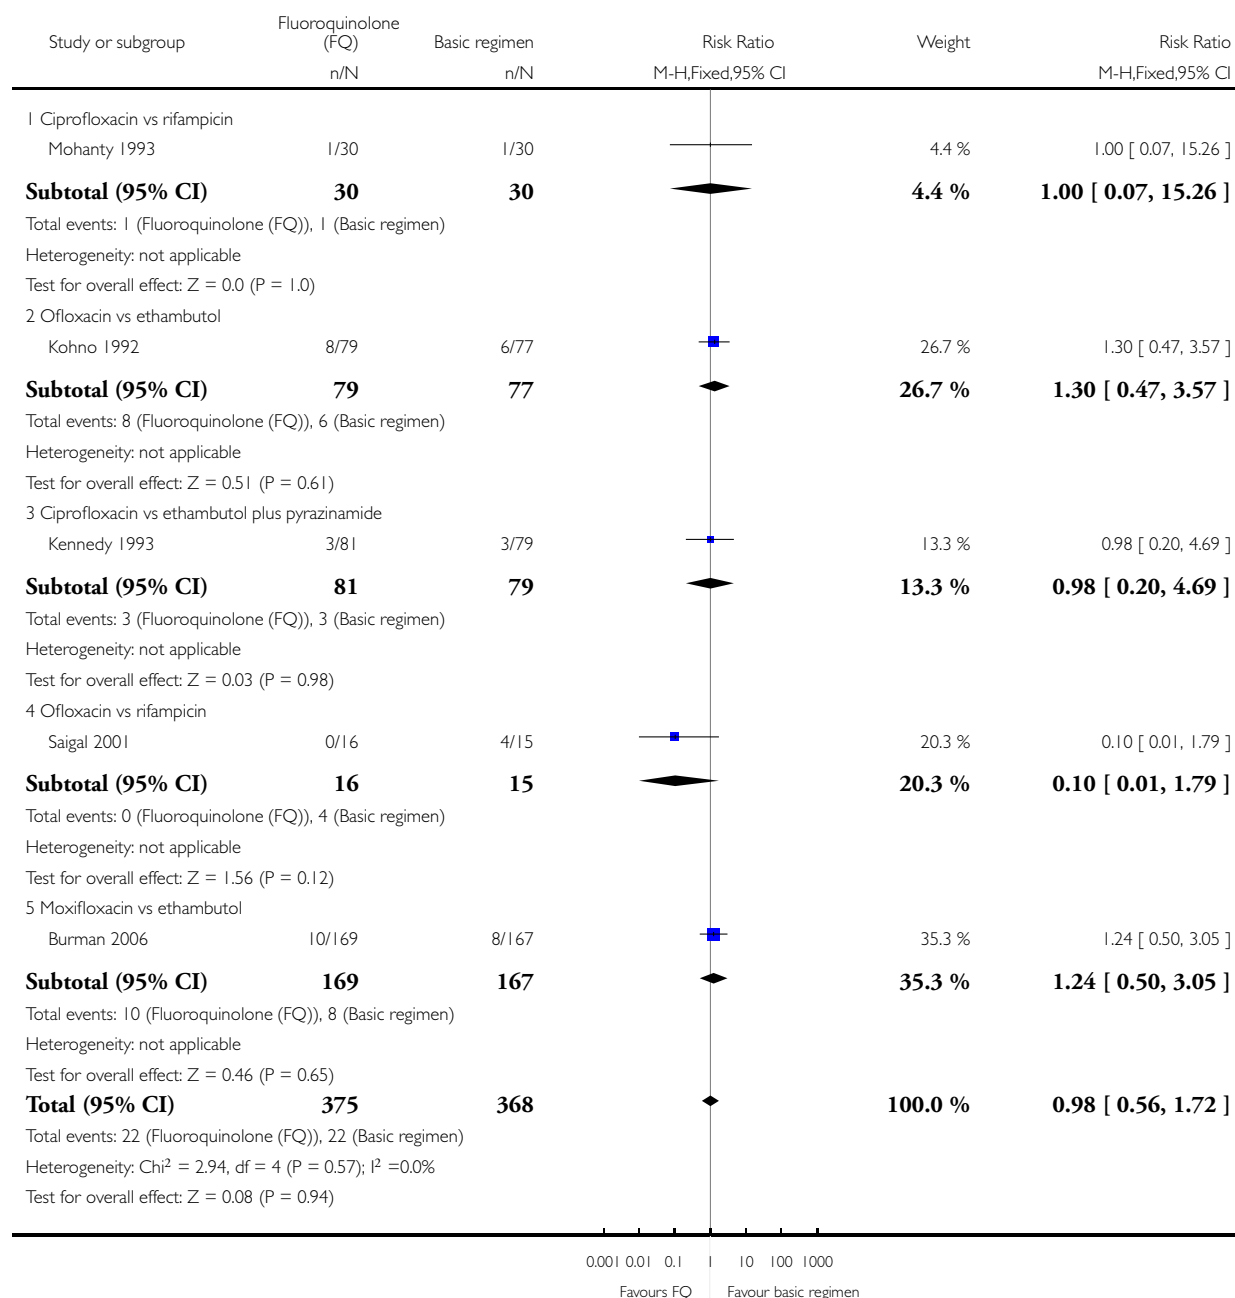 Study or subgroup Fluoroquinolone (FQ) Basic regimen Risk Ratio Weight Risk Ratio
n/N n/N M-H,Fixed,95% CI M-H,Fixed,95% CI
1 Ciprofloxacin vs rifampicin
Mohanty 1993 1/30 1/30 4.4 % 1.00 [ 0.07, 15.26 ]
Subtotal (95% CI) 30 30 4.4 % 1.00 [ 0.07, 15.26 ]
Total events: 1 (Fluoroquinolone (FQ)), 1 (Basic regimen)
Heterogeneity: not applicable
Test for overall effect: Z = 0.0 (P = 1.0)
2 Ofloxacin vs ethambutol
Kohno 1992 8/79 6/77 26.7 % 1.30 [ 0.47, 3.57 ]
Subtotal (95% CI) 79 77 26.7 % 1.30 [ 0.47, 3.57 ]
Total events: 8 (Fluoroquinolone (FQ)), 6 (Basic regimen)
Heterogeneity: not applicable
Test for overall effect: Z = 0.51 (P = 0.61)
3 Ciprofloxacin vs ethambutol plus pyrazinamide
Kennedy 1993 3/81 3/79 13.3 % 0.98 [ 0.20, 4.69 ]
Subtotal (95% CI) 81 79 13.3 % 0.98 [ 0.20, 4.69 ]
Total events: 3 (Fluoroquinolone (FQ)), 3 (Basic regimen)
Heterogeneity: not applicable
Test for overall effect: Z = 0.03 (P = 0.98)
4 Ofloxacin vs rifampicin
Saigal 2001 0/16 4/15 20.3 % 0.10 [ 0.01, 1.79 ]
Subtotal (95% CI) 16 15 20.3 % 0.10 [ 0.01, 1.79 ]
Total events: 0 (Fluoroquinolone (FQ)), 4 (Basic regimen)
Heterogeneity: not applicable
Test for overall effect: Z = 1.56 (P = 0.12)
5 Moxifloxacin vs ethambutol
Burman 2006 10/169 8/167 35.3 % 1.24 [ 0.50, 3.05 ]
Subtotal (95% CI) 169 167 35.3 % 1.24 [ 0.50, 3.05 ]
Total events: 10 (Fluoroquinolone (FQ)), 8 (Basic regimen)
Heterogeneity: not applicable
Test for overall effect: Z = 0.46 (P = 0.65)
Total (95% CI) 375 368 100.0 % 0.98 [ 0.56, 1.72 ]
Total events: 22 (Fluoroquinolone (FQ)), 22 (Basic regimen)
Heterogeneity: Chi² = 2.94, df = 4 (P = 0.57); I² =0.0%
Test for overall effect: Z = 0.08 (P = 0.94)
0.001 0.01 0.1 1 10 100 1000
Favours FQ Favour basic regimen